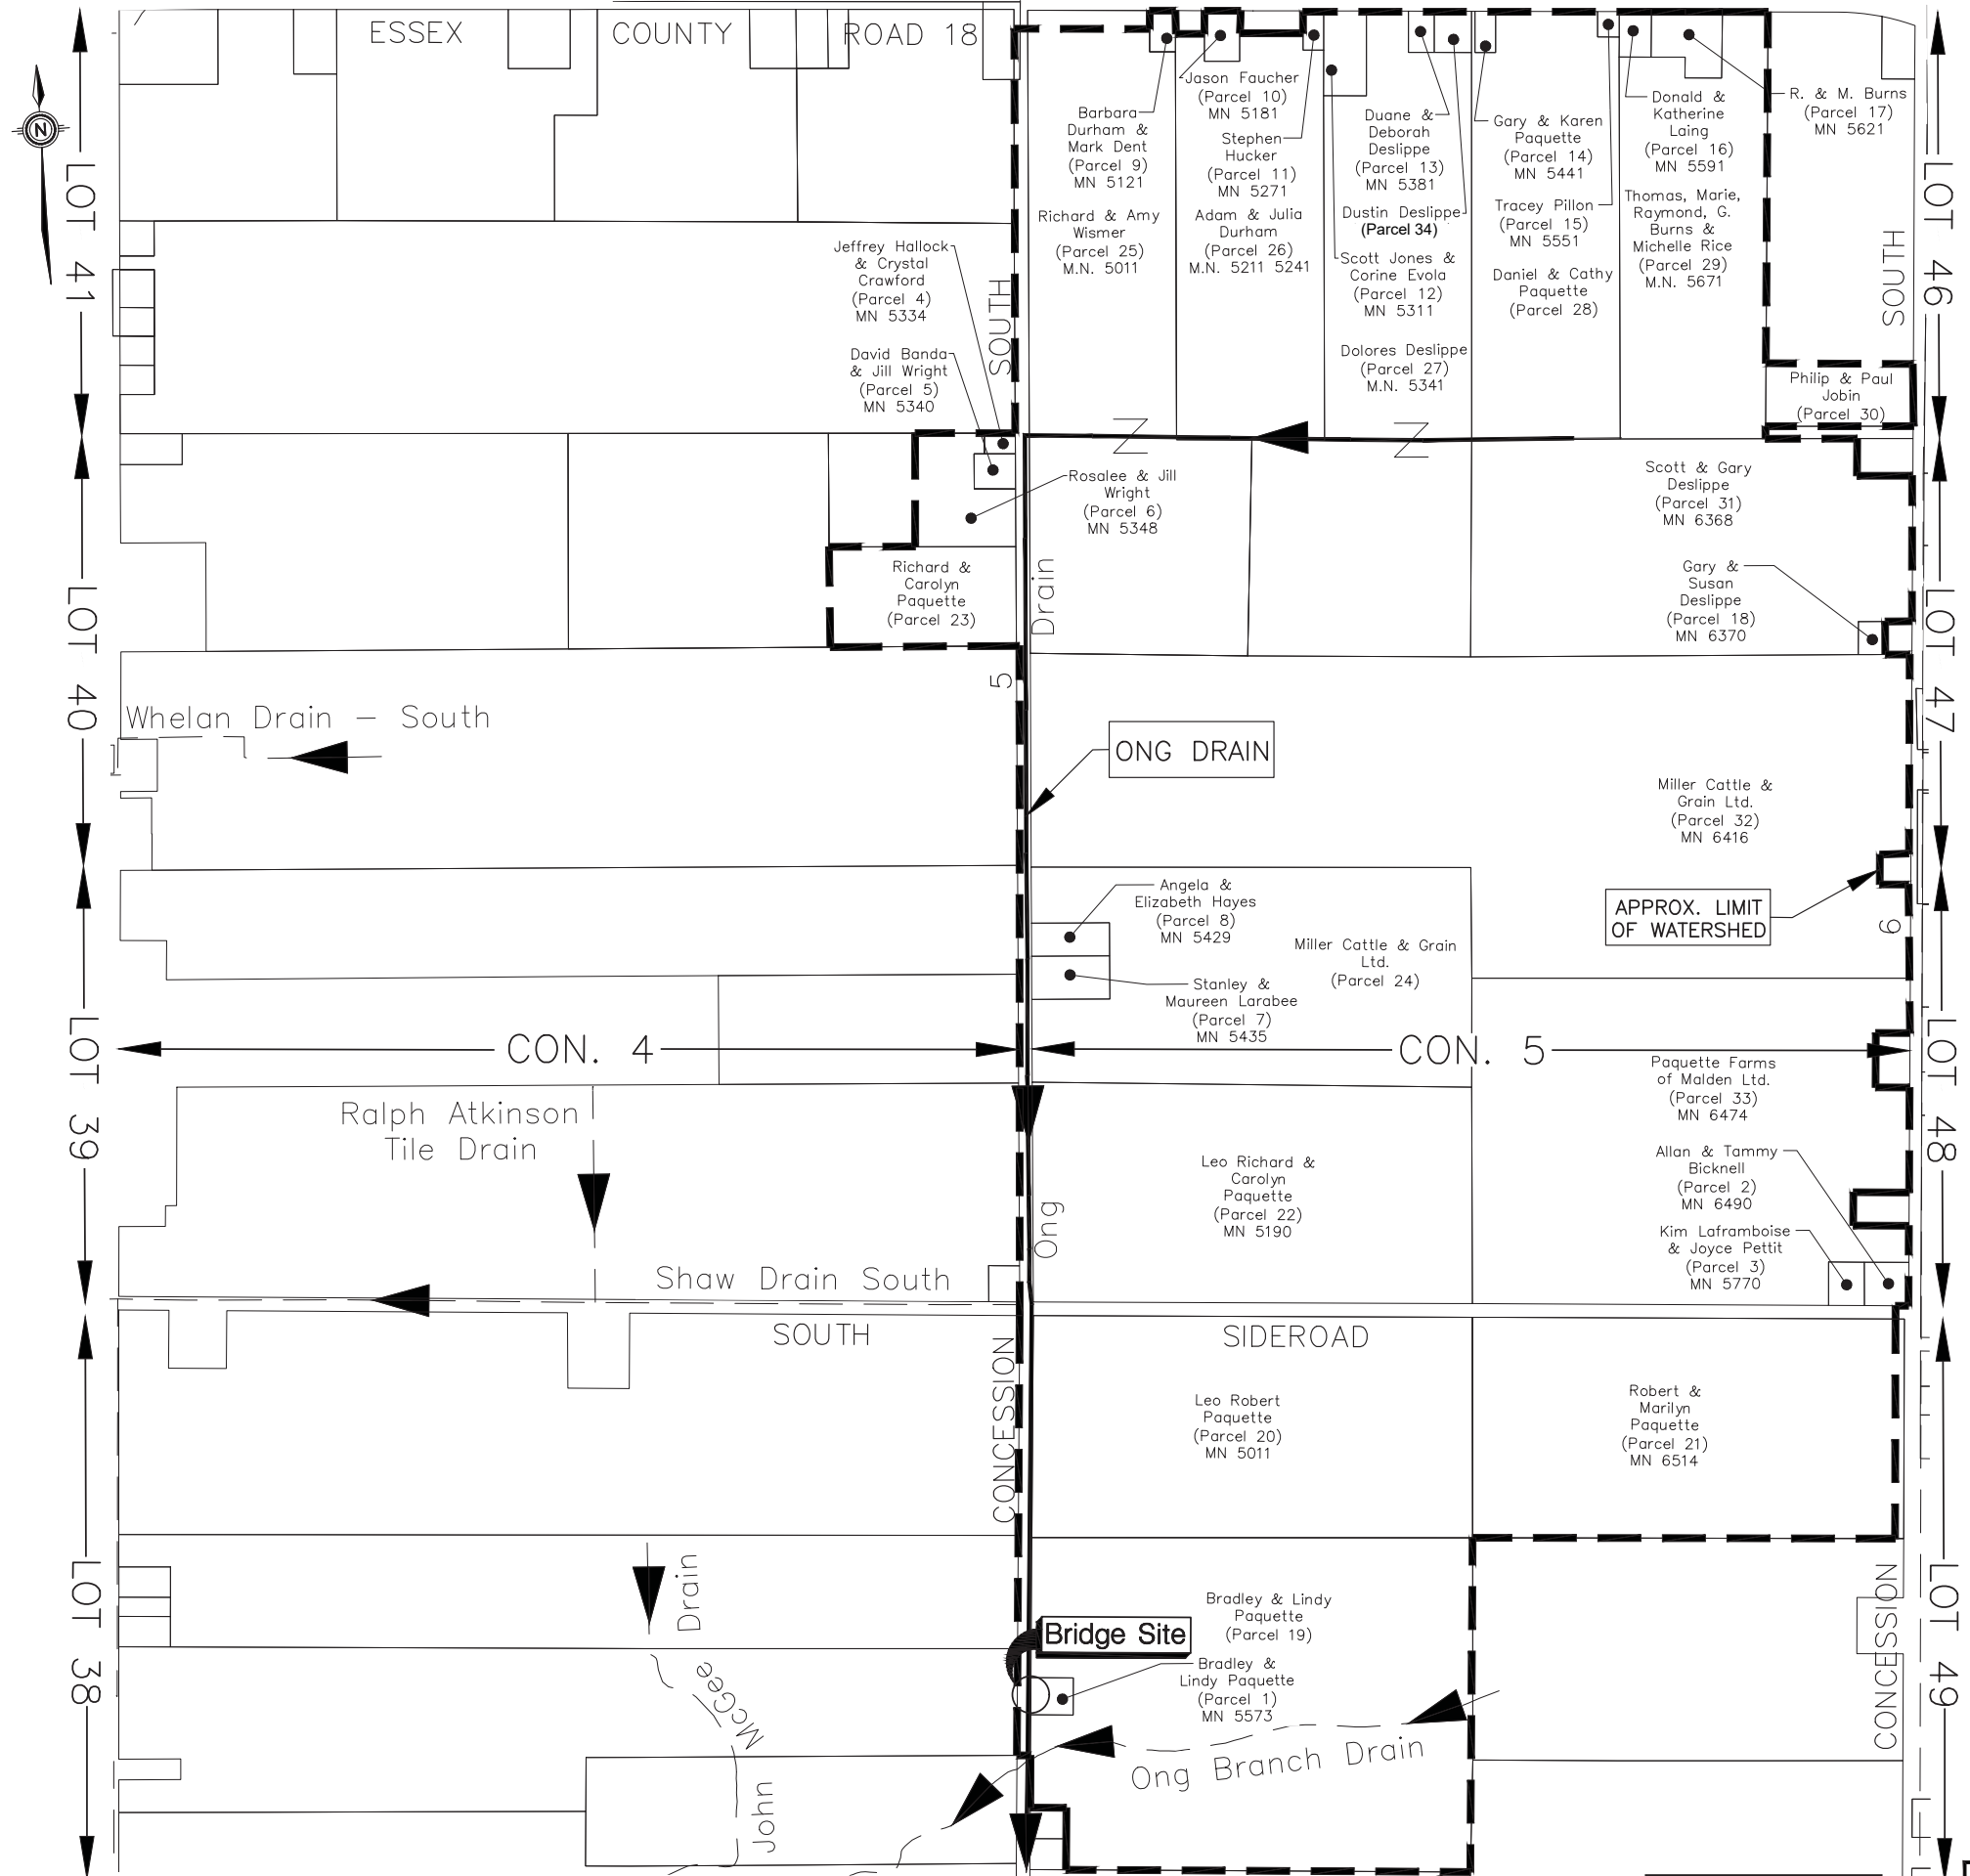 ESSEX COUNTY ROAD 18
N
LOT 41
LOT 40
LOT 39
LOT 38
LOT 46
LOT 47
LOT 48
LOT 49
Barbara
Durham &
Mark Dent
(Parcel 9)
MN 5121
Jason Faucher
(Parcel 10)
MN 5181
Stephen
Hucker
(Parcel 11)
MN 5271
Duane &
Deborah
Deslippe
(Parcel 13)
MN 5381
Gary & Karen
Paquette
(Parcel 14)
MN 5441
Donald &
Katherine
Laing
(Parcel 16)
MN 5591
R. & M. Burns
(Parcel 17)
MN 5621
Richard & Amy
Wismer
(Parcel 25)
M.N. 5011
Adam & Julia
Durham
(Parcel 26)
M.N. 5211 5241
Dustin Deslippe
(Parcel 34)
Scott Jones &
Corine Evola
(Parcel 12)
MN 5311
Tracey Pillon
(Parcel 15)
MN 5551
Daniel & Cathy
Paquette
(Parcel 28)
Thomas, Marie,
Raymond, G.
Burns &
Michelle Rice
(Parcel 29)
M.N. 5671
Jeffrey Hallock
& Crystal
Crawford
(Parcel 4)
MN 5334
David Banda
& Jill Wright
(Parcel 5)
MN 5340
SOUTH
SOUTH
Dolores Deslippe
(Parcel 27)
M.N. 5341
Philip & Paul
Jobin
(Parcel 30)
Rosalee & Jill
Wright
(Parcel 6)
MN 5348
Scott & Gary
Deslippe
(Parcel 31)
MN 6368
Richard &
Carolyn
Paquette
(Parcel 23)
Drain
Gary &
Susan
Deslippe
(Parcel 18)
MN 6370
5
Whelan Drain – South
ONG DRAIN
Miller Cattle &
Grain Ltd.
(Parcel 32)
MN 6416
Angela &
Elizabeth Hayes
(Parcel 8)
MN 5429
Miller Cattle & Grain
Ltd.
(Parcel 24)
APPROX. LIMIT
OF WATERSHED
6
Stanley &
Maureen Larabee
(Parcel 7)
MN 5435
CON. 4
CON. 5
Paquette Farms
of Malden Ltd.
(Parcel 33)
MN 6474
Ralph Atkinson
Tile Drain
Leo Richard &
Carolyn
Paquette
(Parcel 22)
MN 5190
Allan & Tammy
Bicknell
(Parcel 2)
MN 6490
Ong
Kim Laframboise
& Joyce Pettit
(Parcel 3)
MN 5770
Shaw Drain South
SOUTH SIDEROAD
CONCESSION
Leo Robert
Paquette
(Parcel 20)
MN 5011
Robert &
Marilyn
Paquette
(Parcel 21)
MN 6514
Drain
McGee
John
Bridge Site
Bradley & Lindy
Paquette
(Parcel 19)
Bradley &
Lindy Paquette
(Parcel 1)
MN 5573
Ong Branch Drain
CONCESSION